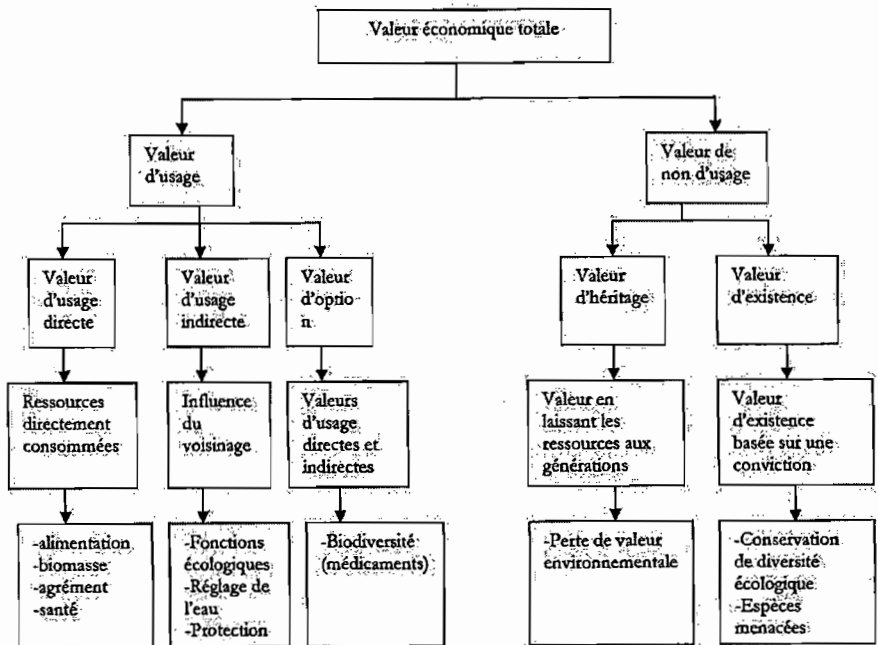 Valeur économique totale
Valeur
d'usage
Valeur de
non d'usage
Valeur
d'usage
directe
Valeur
d'usage
indirecte
Valeur
d'optio
n
Valeur
d'héritage
Valeur
d'existence
Ressources
directement
consommées
Influence
du
voisinage
Valeurs
d'usage
directes et
indirectes
Valeur en
laissant les
ressources aux
générations
Valeur
d'existence
basée sur une
conviction
-alimentation
-biomasse
-agrément
-santé
-Fonctions
écologiques
-Réglage de
l'eau
-Protection
-Biodiversité
(médicaments)
-Perte de valeur
environnementale
-Conservation
de diversité
écologique
-Espèces
menacées